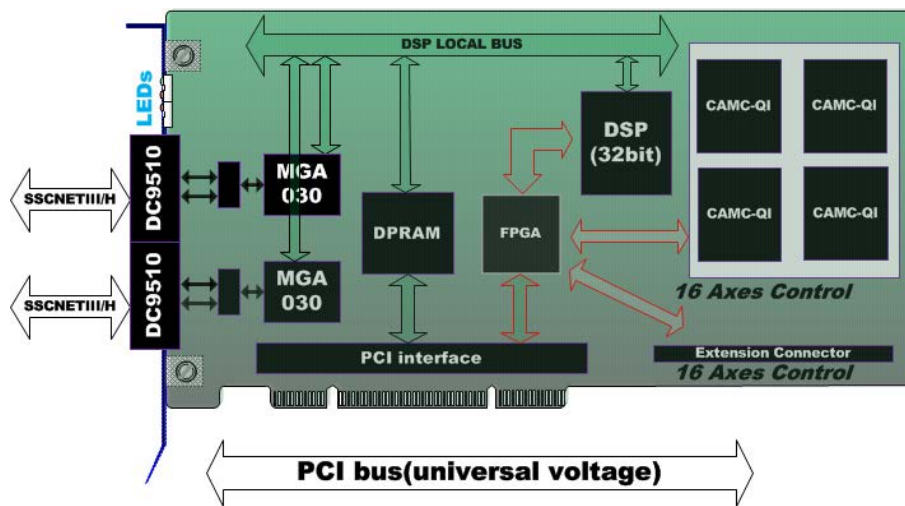 DSP LOCAL BUS
LEDs
CAMC-QI
CAMC-QI
DSP
(32bit)
SSCNETIII/H
DC9510
MGA
030
CAMC-QI
CAMC-QI
DPRAM
FPGA
SSCNETIII/H
DC9510
MGA
030
16 Axes Control
PCI interface
Extension Connector
16 Axes Control
PCI bus(universal voltage)